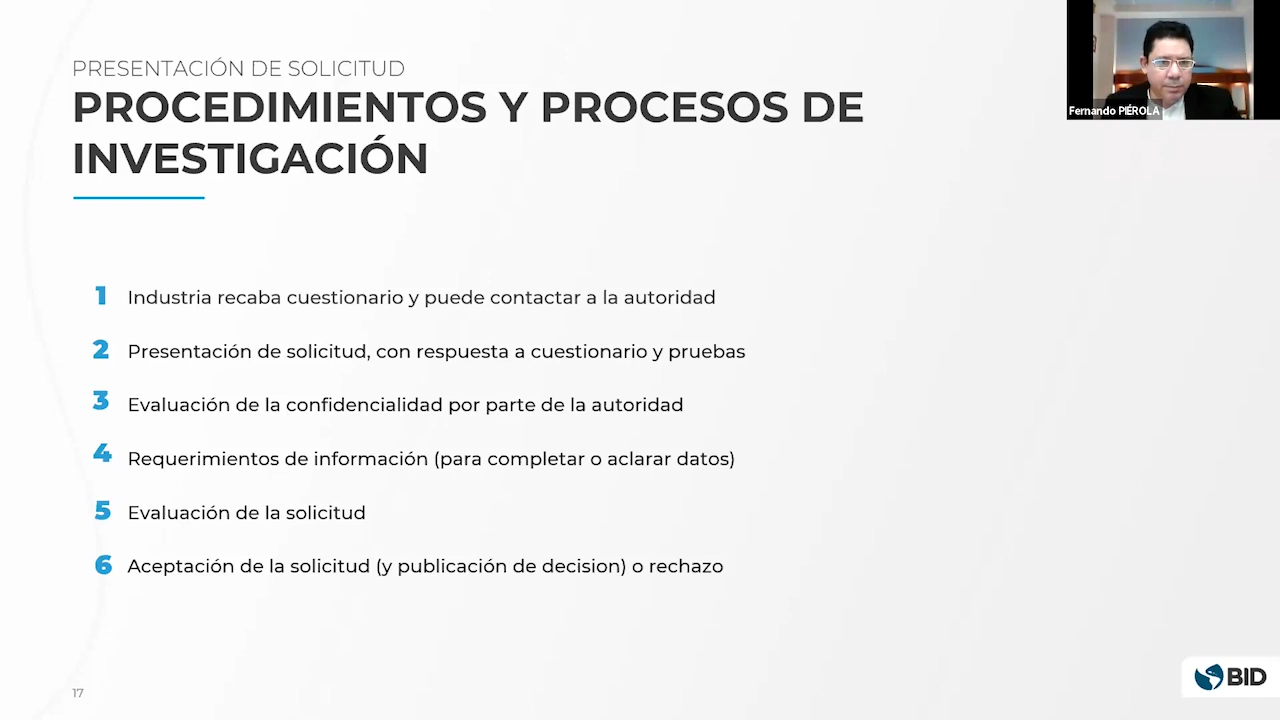 PRESENTACIÓN DE SOLICITUD
PROCEDIMIENTOS Y PROCESOS DE
INVESTIGACIÓN
Fernando PIÉROLA
1 Industria recaba cuestionario y puede contactar a la autoridad
2 Presentación de solicitud, con respuesta a cuestionario y pruebas
3 Evaluación de la confidencialidad por parte de la autoridad
4 Requerimientos de información (para completar o aclarar datos)
5 Evaluación de la solicitud
6 Aceptación de la solicitud (y publicación de decision) o rechazo
17
BID